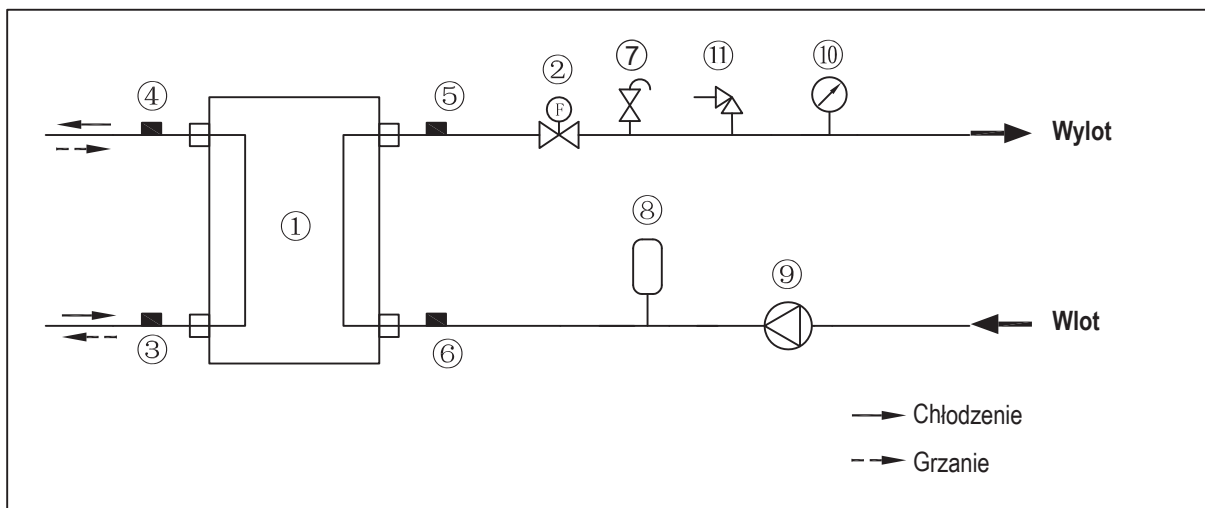 ② ⑦ ⑪ ⑩
④ ⑤
F
Wylot
①
⑧
⑨
Wlot
③ ⑥
Chłodzenie
Grzanie